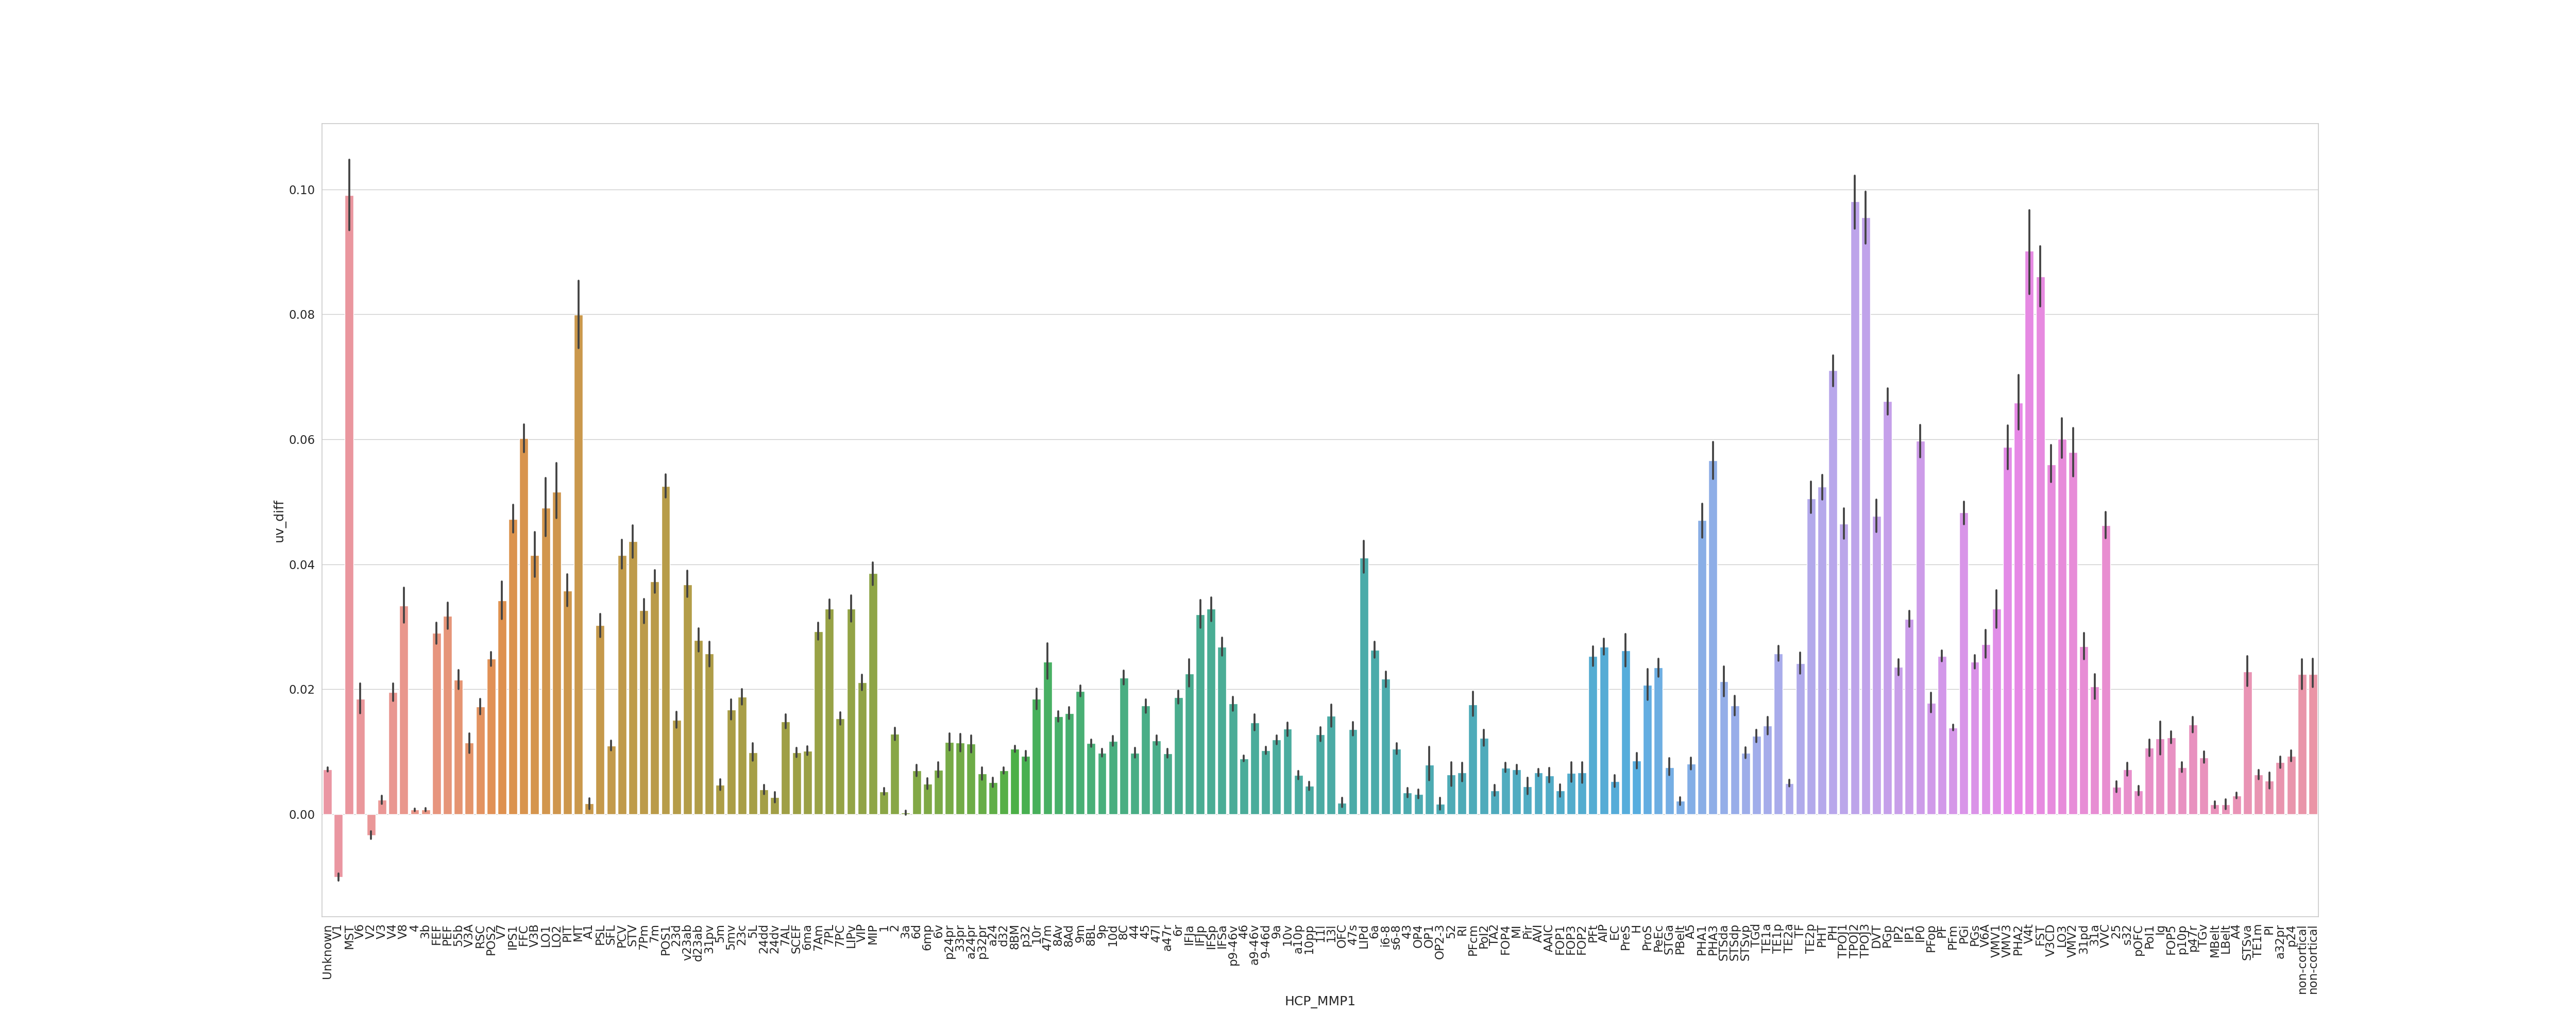 0.10
0.08
0.06
0.04
0.02
0.00
uv_diff
Unknown
V1
MST
V6
V2
V3
V4
V8
4
3b
FEF
PEF
55b
V3A
RSC
POS2
V7
IPS1
FFC
V3B
LO1
LO2
PIT
MT
A1
PSL
SFL
PCV
STV
7Pm
7m
POS1
23d
v23ab
d23ab
31pv
5m
5mv
23c
5L
24dd
24dv
7AL
SCEF
6ma
7Am
7PL
7PC
LIPv
VIP
MIP
1
2
3a
6d
6mp
6v
p24pr
p33pr
a24pr
p32pr
a24
d32
8BM
p32
10r
47m
8Av
8Ad
9m
8BL
9p
10d
8C
44
45
47l
a47r
6r
IFJa
IFJp
IFSp
IFSa
p9-46v
46
a9-46v
9-46d
9a
10v
a10p
10pp
11l
13l
OFC
47s
LIPd
6a
i6-8
s6-8
43
OP4
OP1
OP2-3
52
RI
PFcm
PoI2
TA2
FOP4
MI
Pir
AVI
AAIC
FOP1
FOP3
FOP2
PFt
AIP
EC
PreS
H
ProS
PeEc
STGa
PBelt
A5
PHA1
PHA3
STSda
STSdp
FOP3
STSvp
TGd
TE1a
TE1p
TE2a
TF
TE2p
PHT
PH
TPOJ1
TPOJ2
TPOJ3
DVT
PGp
IP2
IP1
IP0
PFop
PF
PFm
PGi
PGs
V6A
VMV1
VMV3
PHA2
V4t
FST
V3CD
LO3
VMV2
31pd
31a
VVC
25
s32
pOFC
PoI1
Ig
FOP5
p10p
p47r
TGv
MBelt
LBelt
A4
STSva
TE1m
PI
a32pr
p24
non-cortical
non-cortical
HCP_MMP1